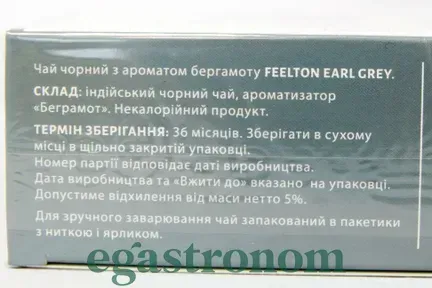 Чай чорний з ароматом бергамоту FEELTON EARL GREY.
СКЛАД: індійський чорний чай, ароматизатор
«Беграмот». Некалорійний продукт.
ТЕРМІН ЗБЕРІГАННЯ: 36 місяців. Зберігати в сухому
місці в щільно закритій упаковці.
Номер партії відповідає даті виробництва.
Дата виробництва та «Вжити до» вказано на упаковці.
Допустиме відхилення від маси нетто 5%.
Для зручного заварювання чай запакований в пакетики
з ниткою і ярликом.
egastronom